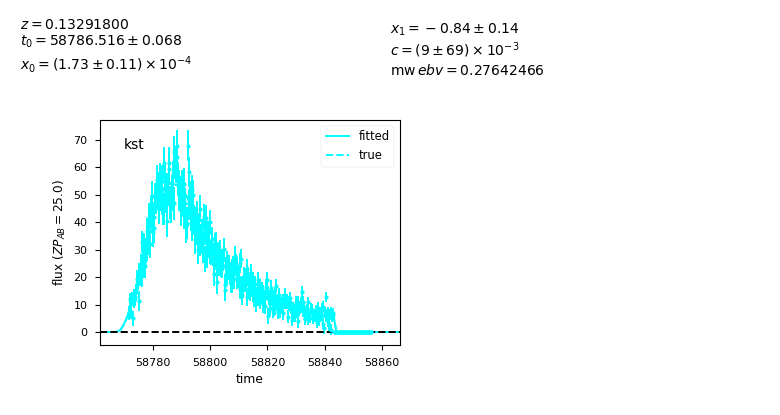 z = 0.13291800
t₀ = 58786.516 ± 0.068
x₀ = (1.73 ± 0.11) × 10⁻⁴
x₁ = −0.84 ± 0.14
c = (9 ± 69) × 10⁻³
mw ebv = 0.27642466
kst
fitted
true
70
60
50
40
30
20
10
0
flux (ZP_AB = 25.0)
58780 58800 58820 58840 58860
time